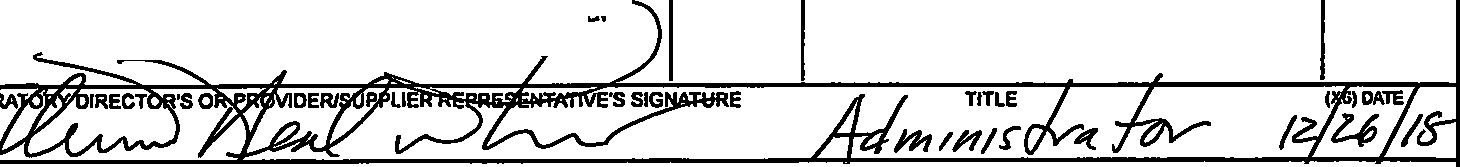 RATORY DIRECTOR'S OR PROVIDER/SUPPLIER REPRESENTATIVE'S SIGNATURE TITLE (X6) DATE
Administrator 12/26/18